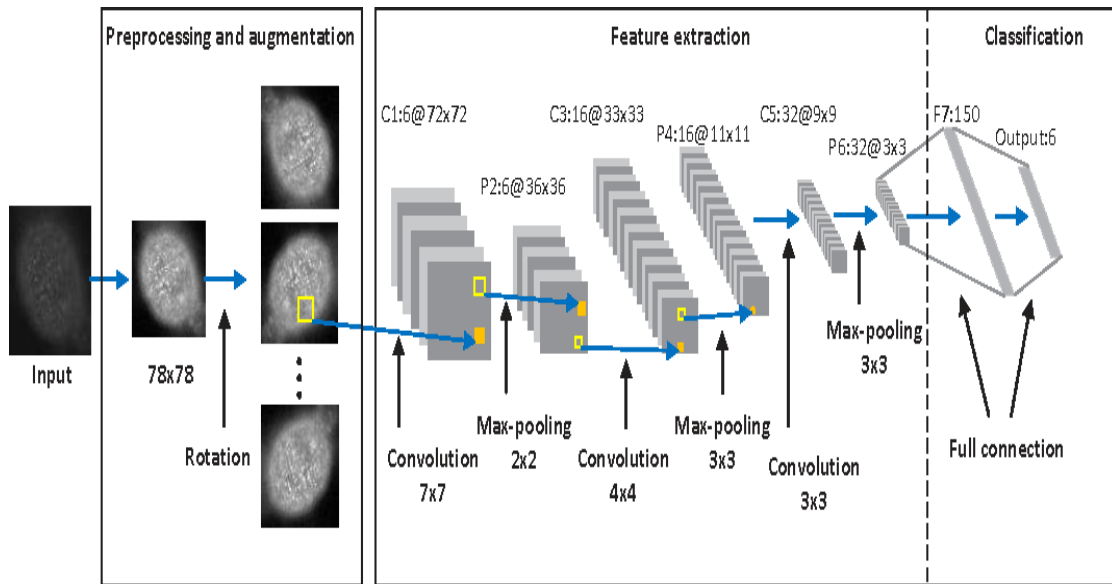 Preprocessing and augmentation
Feature extraction
Classification
C1:6@72x72
P2:6@36x36
C3:16@33x33
P4:16@11x11
C5:32@9x9
P6:32@3x3
F7:150
Output:6
Input
78x78
Rotation
Convolution
7x7
Max-pooling
2x2
Convolution
4x4
Max-pooling
3x3
Convolution
3x3
Max-pooling
3x3
Full connection